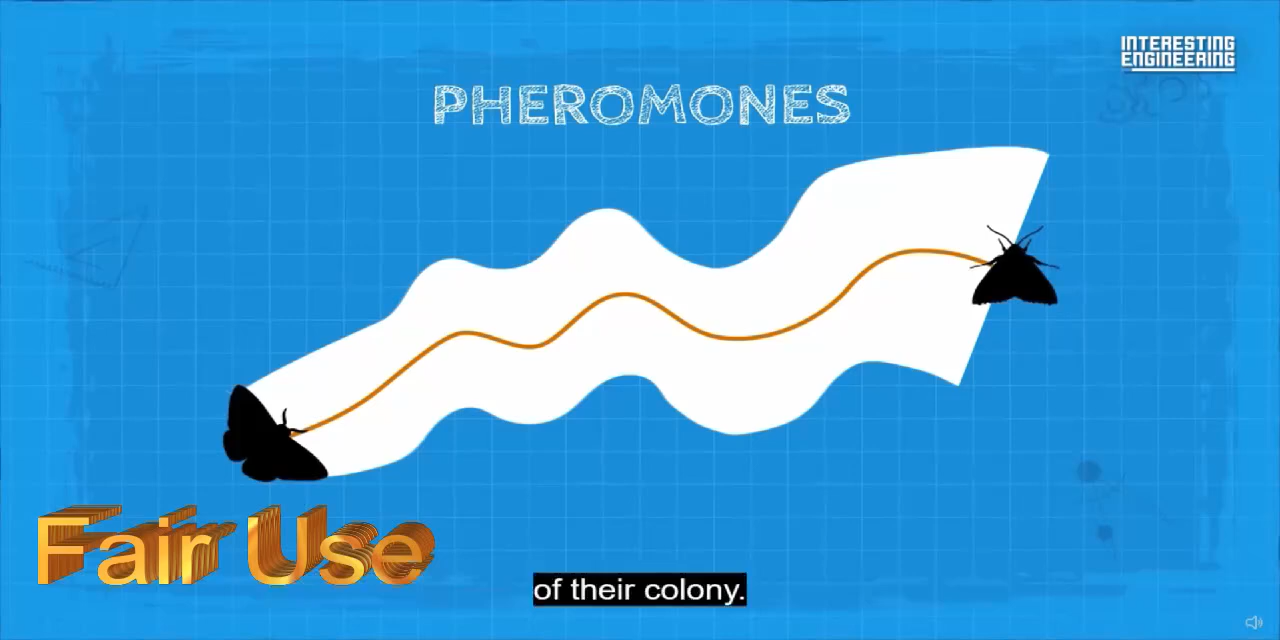 INTERESTING
ENGINEERING
PHEROMONES
Fair Use
of their colony.